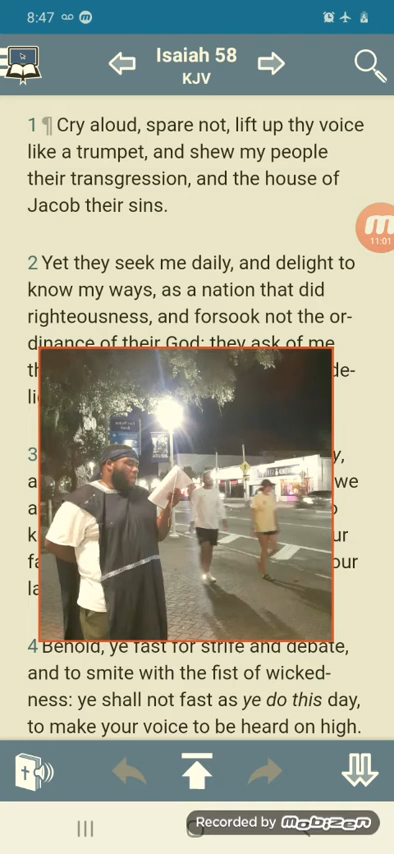 8:47
Isaiah 58
KJV
1 ¶ Cry aloud, spare not, lift up thy voice
like a trumpet, and shew my people
their transgression, and the house of
Jacob their sins.
11:01
2 Yet they seek me daily, and delight to
know my ways, as a nation that did
righteousness, and forsook not the or-
dinance of their God: they ask of me
th de-
li
3 y,
a we
a o
k ur
fa our
la
4 Behold, ye fast for strife and debate,
and to smite with the fist of wicked-
ness: ye shall not fast as ye do this day,
to make your voice to be heard on high.
Recorded by mobizen